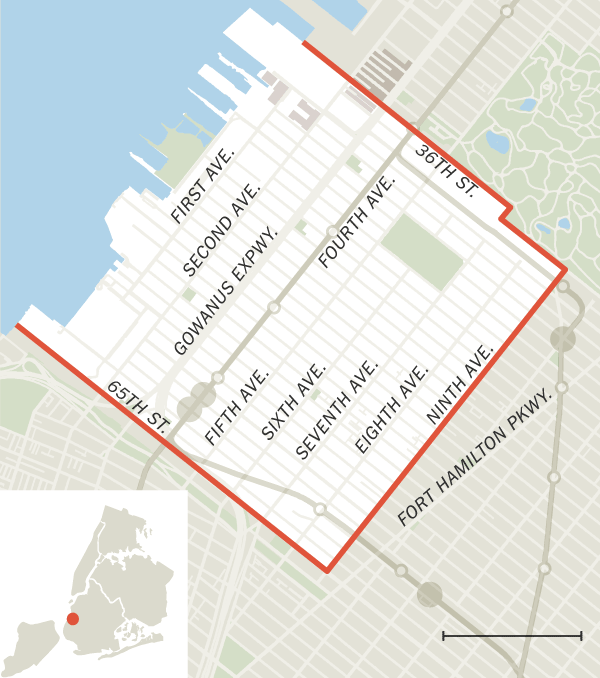 36TH ST.
FIRST AVE.
SECOND AVE.
GOWANUS EXPWY.
FOURTH AVE.
65TH ST.
FIFTH AVE.
SIXTH AVE.
SEVENTH AVE.
EIGHTH AVE.
NINTH AVE.
FORT HAMILTON PKWY.